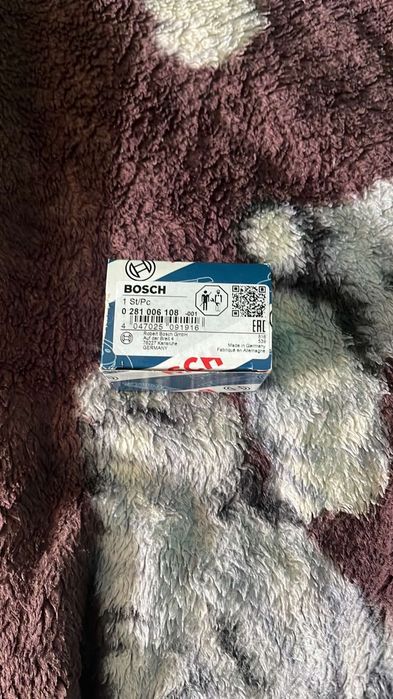 BOSCH
1 St/Pc
0 281 006 108 -001
4 047025 091916
Robert Bosch GmbH
Auf der Breit 4
76227 Karlsruhe
GERMANY
EAC
Made in Germany
Fabriqué en Allemagne